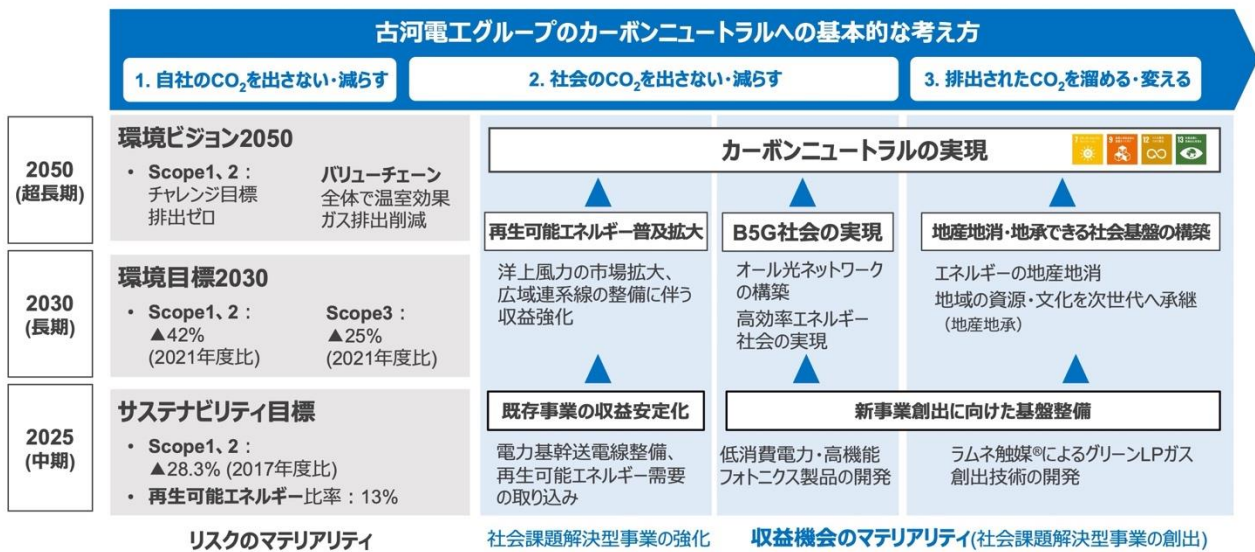 古河電工グループのカーボンニュートラルへの基本的な考え方
1. 自社のCO₂を出さない・減らす
2. 社会のCO₂を出さない・減らす
3. 排出されたCO₂を溜める・変える
2050
(超長期)
環境ビジョン2050
• Scope1、2：
チャレンジ目標
排出ゼロ
バリューチェーン
全体で温室効果
ガス排出削減
カーボンニュートラルの実現
再生可能エネルギー普及拡大
B5G社会の実現
地産地消・地承できる社会基盤の構築
2030
(長期)
環境目標2030
• Scope1、2：
▲42%
(2021年度比)
Scope3：
▲25%
(2021年度比)
洋上風力の市場拡大、
広域連系線の整備に伴う
収益強化
オール光ネットワーク
の構築
高効率エネルギー
社会の実現
エネルギーの地産地消
地域の資源・文化を次世代へ承継
（地産地承）
2025
(中期)
サステナビリティ目標
• Scope1、2：
▲28.3% (2017年度比)
• 再生可能エネルギー比率：13%
既存事業の収益安定化
新事業創出に向けた基盤整備
電力基幹送電線整備、
再生可能エネルギー需要
の取り込み
低消費電力・高機能
フォトニクス製品の開発
ラムネ触媒®によるグリーンLPガス
創出技術の開発
リスクのマテリアリティ
社会課題解決型事業の強化
収益機会のマテリアリティ(社会課題解決型事業の創出)